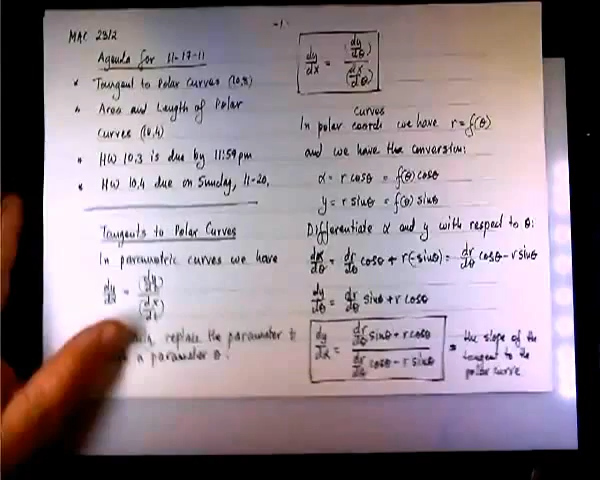 -1-
MAC 2312
Agenda for 11-17-11
* Tangent to Polar Curves (10.3)
* Area and Length of Polar
curves (10.4)
* HW 10.3 is due by 11:59pm
* HW 10.4 due on Sunday, 11-20.
Tangents to Polar Curves
In parametric curves we have
dy/dx = (dy/dt)/(dx/dt)
replace the parameter t
a parameter θ.
dy/dx = (dy/dθ)/(dx/dθ)
curves
In polar coords we have r = f(θ)
and we have the conversion:
x = r cosθ = f(θ) cosθ
y = r sinθ = f(θ) sinθ
Differentiate x and y with respect to θ:
dx/dθ = dr/dθ cosθ + r(-sinθ) = dr/dθ cosθ - r sinθ
dy/dθ = dr/dθ sinθ + r cosθ
dy/dx = (dr/dθ sinθ + r cosθ)/(dr/dθ cosθ - r sinθ) = the slope of the
tangent to the
polar curve